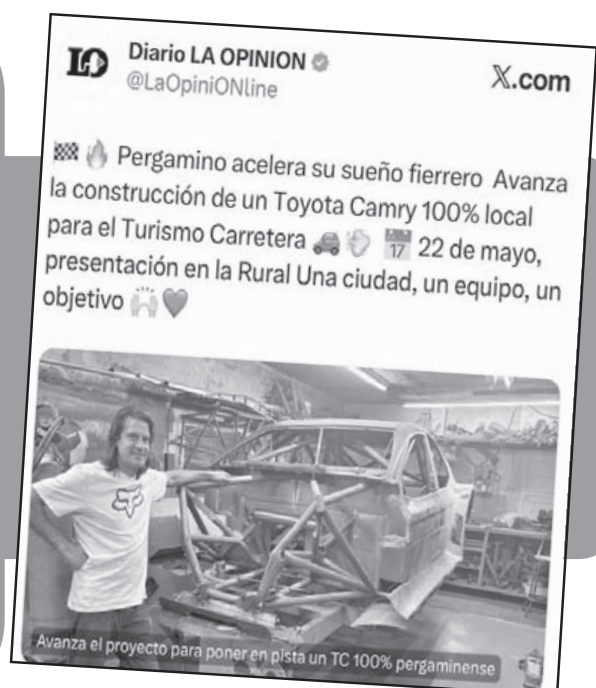 LO
Diario LA OPINION
@LaOpiniONline
X.com
🏁🔥 Pergamino acelera su sueño fierrero Avanza
la construcción de un Toyota Camry 100% local
para el Turismo Carretera 🚗💨 📅 22 de mayo,
presentación en la Rural Una ciudad, un equipo, un
objetivo 🙌❤️
Avanza el proyecto para poner en pista un TC 100% pergaminense